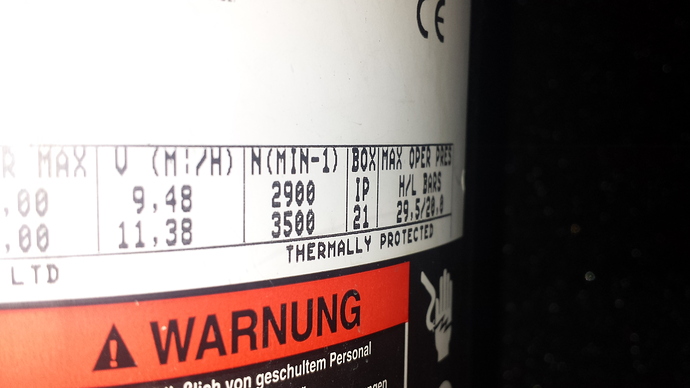 CE
R MAX V (M³/H) N(MIN-1) BOX MAX OPER PRES
,00 9,48 2900 IP H/L BARS
,00 11,38 3500 21 29,5/20,0
THERMALLY PROTECTED
LTD
WARNUNG
ßlich von geschultem Personal